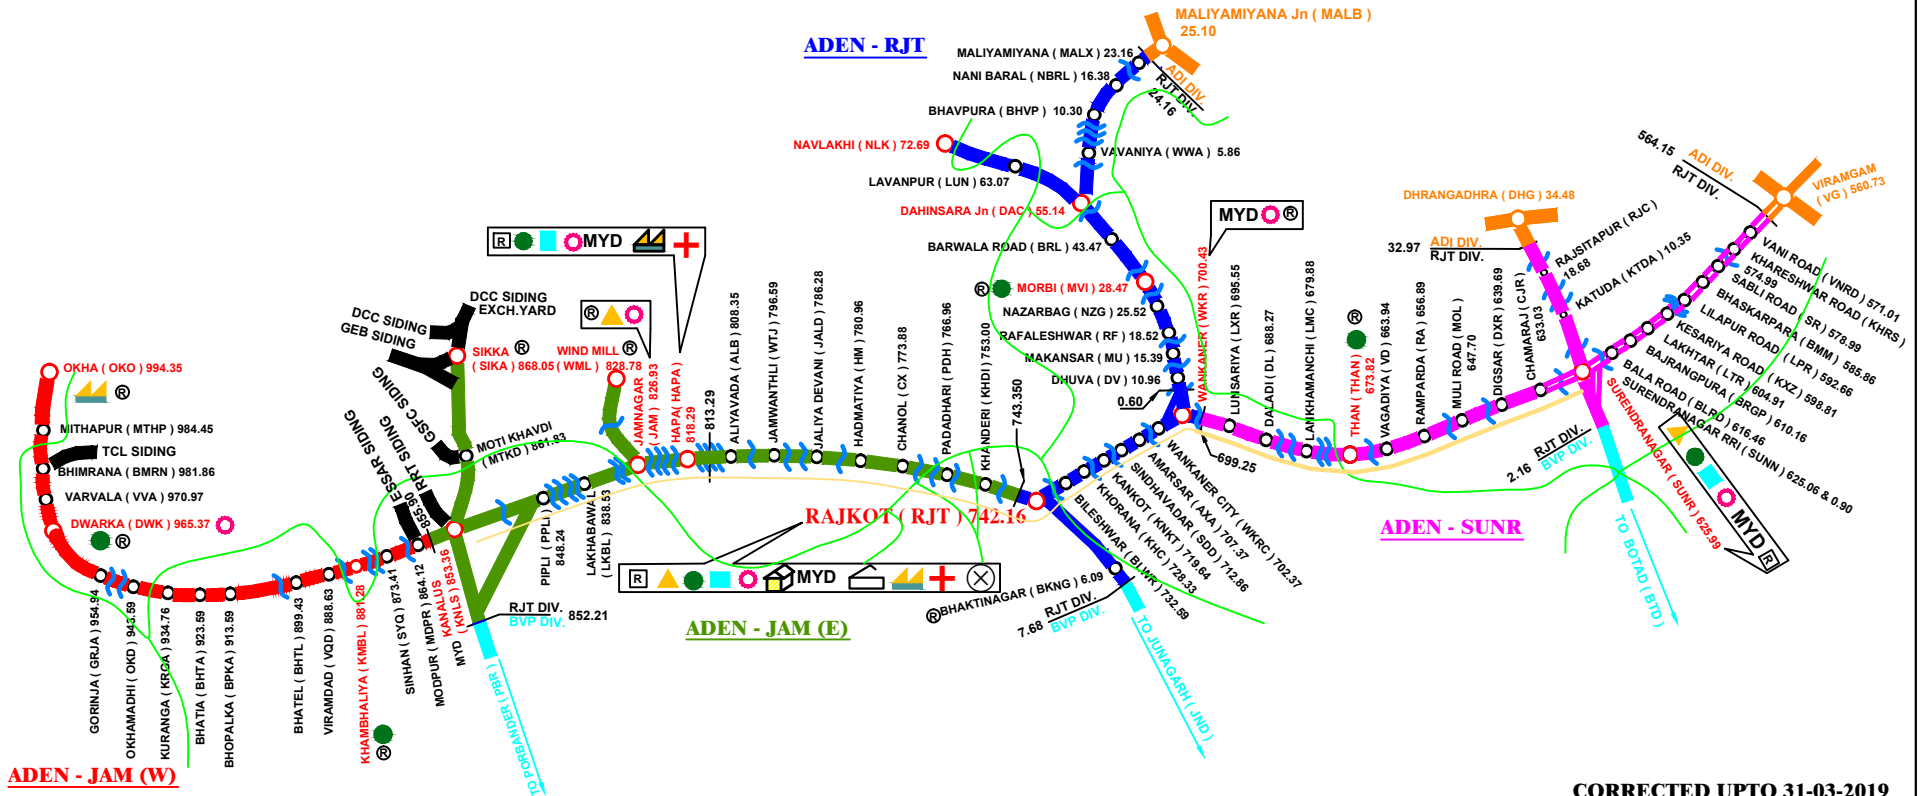 MALIYAMIYANA Jn ( MALB )
25.10
ADEN - RJT
MALIYAMIYANA ( MALX ) 23.16
NANI BARAL ( NBRL ) 16.38
ADI DIV.
RJT DIV.
24.16
BHAVPURA ( BHVP ) 10.30
NAVLAKHI ( NLK ) 72.69
VAVANIYA ( WWA ) 5.86
LAVANPUR ( LUN ) 63.07
DAHINSARA Jn ( DAC ) 55.14
BARWALA ROAD ( BRL ) 43.47
R MORBI ( MVI ) 28.47
NAZARBAG ( NZG ) 25.52
RAFALESHWAR ( RF ) 18.52
MAKANSAR ( MU ) 15.39
DHUVA ( DV ) 10.96
0.60
MYD R
WANKANER ( WKR ) 700.43
LUNSARIYA ( LXR ) 695.55
DALADI ( DL ) 688.27
LANKHAMANCHI ( LMC ) 679.88
THAN ( THAN )
673.82
R
VAGADIYA ( VD ) 663.94
RAMPARDA ( RA ) 656.89
MULI ROAD ( MOL )
647.70
DIGSAR ( DXR ) 639.69
CHAMARAJ ( CJR )
633.03
699.25
DHRANGADHRA ( DHG ) 34.48
32.97
ADI DIV.
RJT DIV.
RAJSITAPUR ( RJC )
18.68
KATUDA ( KTDA ) 10.35
564.15
ADI DIV.
RJT DIV.
VIRAMGAM
( VG ) 560.73
VANI ROAD ( VNRD ) 571.01
KHARESHWAR ROAD ( KHRS )
574.99
SABLI ROAD ( SR ) 578.99
BHASKARPARA ( BMM ) 585.86
LILAPUR ROAD ( LPR ) 592.66
KESARIYA ROAD ( KXZ ) 598.81
LAKHTAR ( LTR ) 604.91
BAJRANGPURA ( BRGP ) 610.16
BALA ROAD ( BLRD ) 616.46
SURENDRANAGAR RRI ( SUNN ) 625.06 & 0.90
SURENDRANAGAR ( SUNR ) 625.99
2.16
RJT DIV.
BVP DIV.
TO BOTAD ( BTD )
MYD R
ADEN - SUNR
R MYD
DCC SIDING
EXCH.YARD
DCC SIDING
GEB SIDING
R
SIKKA R
( SIKA ) 868.05
WIND MILL R
( WML ) 828.78
GSFC SIDING
RPRT SIDING
ESSAR SIDING
855.90
MOTI KHAVDI
( MTKD ) 861.83
JAMNAGAR
( JAM ) 826.93
HAPA( HAPA )
818.29
813.29
ALIYAVADA ( ALB ) 808.35
JAMWANTHLI ( WTJ ) 796.59
JALIYA DEVANI ( JALD ) 786.28
HADMATIYA ( HM ) 780.96
CHANOL ( CX ) 773.88
PADADHARI ( PDH ) 766.96
KHANDERI ( KHDI ) 753.00
743.350
RAJKOT ( RJT ) 742.16
R MYD
BILESHWAR ( BLWR ) 732.59
KHORANA ( KHC ) 728.33
KANKOT ( KNKT ) 719.64
SINDHAVADAR ( SDD ) 712.86
AMARSAR ( AXA ) 707.37
WANKANER CITY ( WKRC ) 702.37
R BHAKTINAGAR ( BKNG ) 6.09
7.68
RJT DIV.
BVP DIV.
TO JUNAGARH ( JND )
OKHA ( OKO ) 994.35
R
MITHAPUR ( MTHP ) 984.45
TCL SIDING
BHIMRANA ( BMRN ) 981.86
VARVALA ( VVA ) 970.97
DWARKA ( DWK ) 965.37
R
GORINJA ( GRJA ) 954.94
OKHAMADHI ( OKD ) 943.59
KURANGA ( KRGA ) 934.76
BHATIA ( BHTA ) 923.59
BHOPALKA ( BPKA ) 913.59
BHATEL ( BHTL ) 899.43
VIRAMDAD ( VQD ) 888.63
KHAMBHALIYA ( KMBL ) 881.28
R
SINHAN ( SYQ ) 873.41
MODPUR ( MDPR ) 864.12
KANALUS
MYD ( KNLS ) 853.36
PIPLI ( PPLI )
848.24
LAKHABAWAL
( LKBL ) 838.53
RJT DIV.
BVP DIV.
852.21
TO PORBANDER ( PBR )
ADEN - JAM (E)
ADEN - JAM (W)
CORRECTED UPTO 31-03-2019